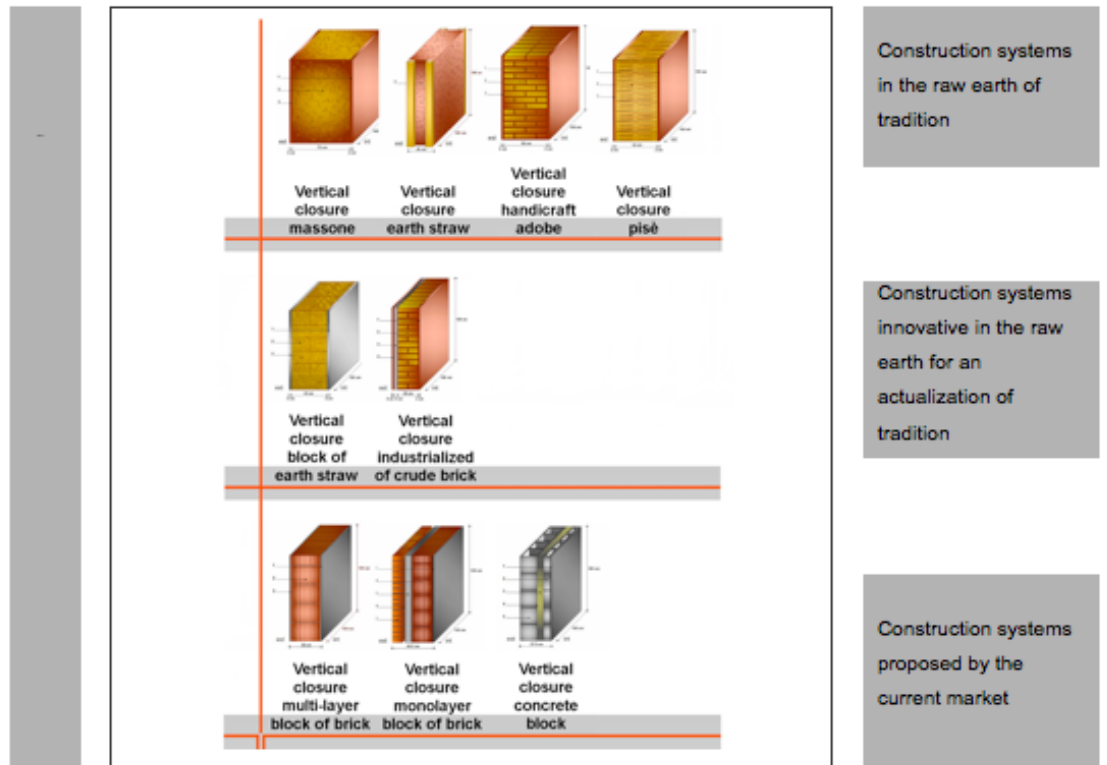 Construction systems
in the raw earth of
tradition
Vertical
closure
massone
Vertical
closure
earth straw
Vertical
closure
handicraft
adobe
Vertical
closure
pisè
Construction systems
innovative in the raw
earth for an
actualization of
tradition
Vertical
closure
block of
earth straw
Vertical
closure
industrialized
of crude brick
Construction systems
proposed by the
current market
Vertical
closure
multi-layer
block of brick
Vertical
closure
monolayer
block of brick
Vertical
closure
concrete
block